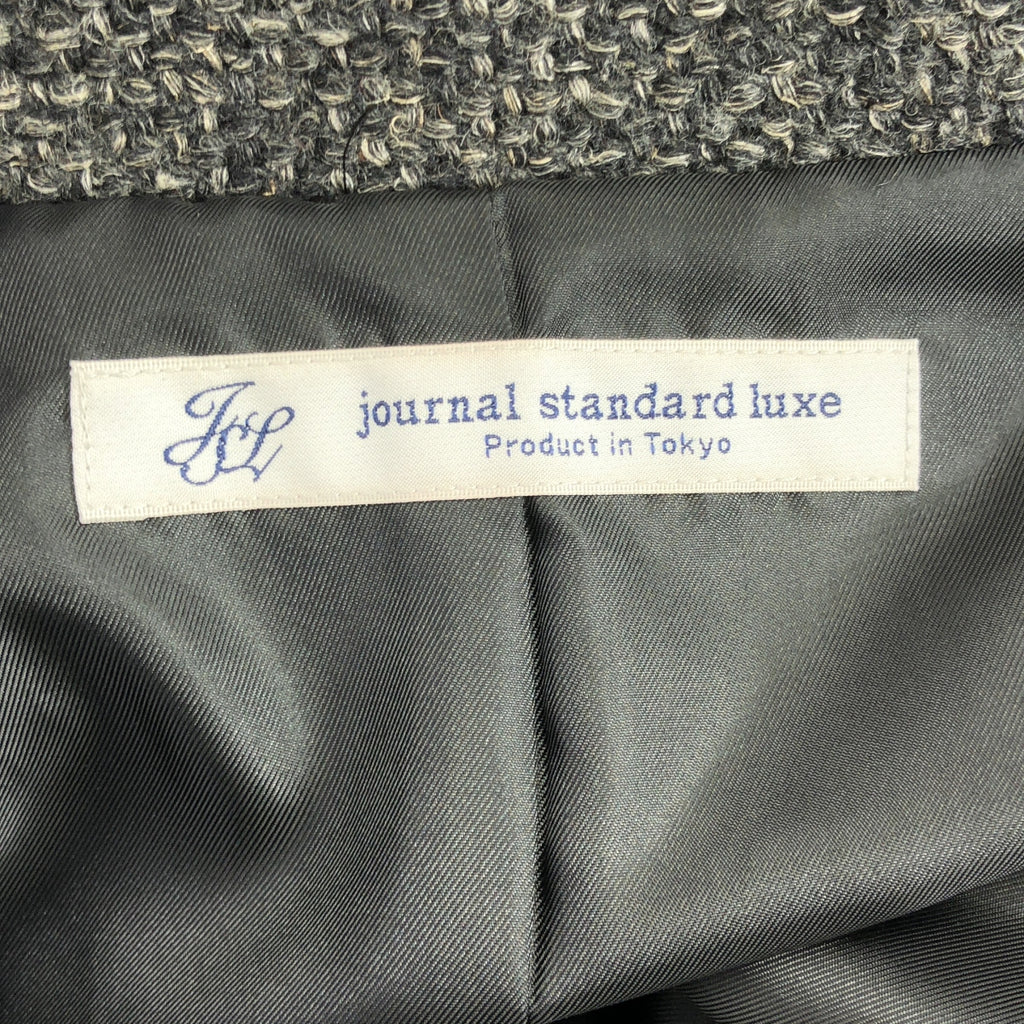 JSL
journal standard luxe
Product in Tokyo